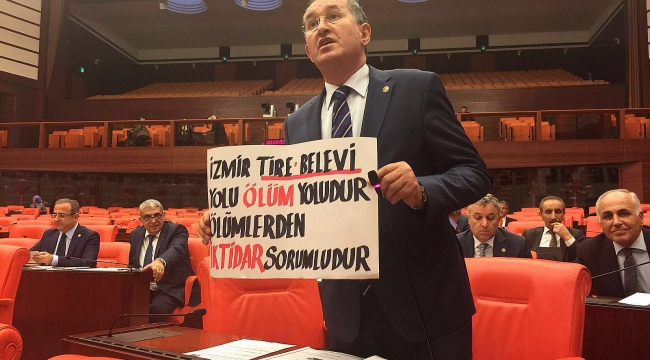 İZMİR TİRE-BELEVİ
YOLU ÖLÜM YOLUDUR
ÖLÜMLERDEN
İKTİDAR SORUMLUDUR